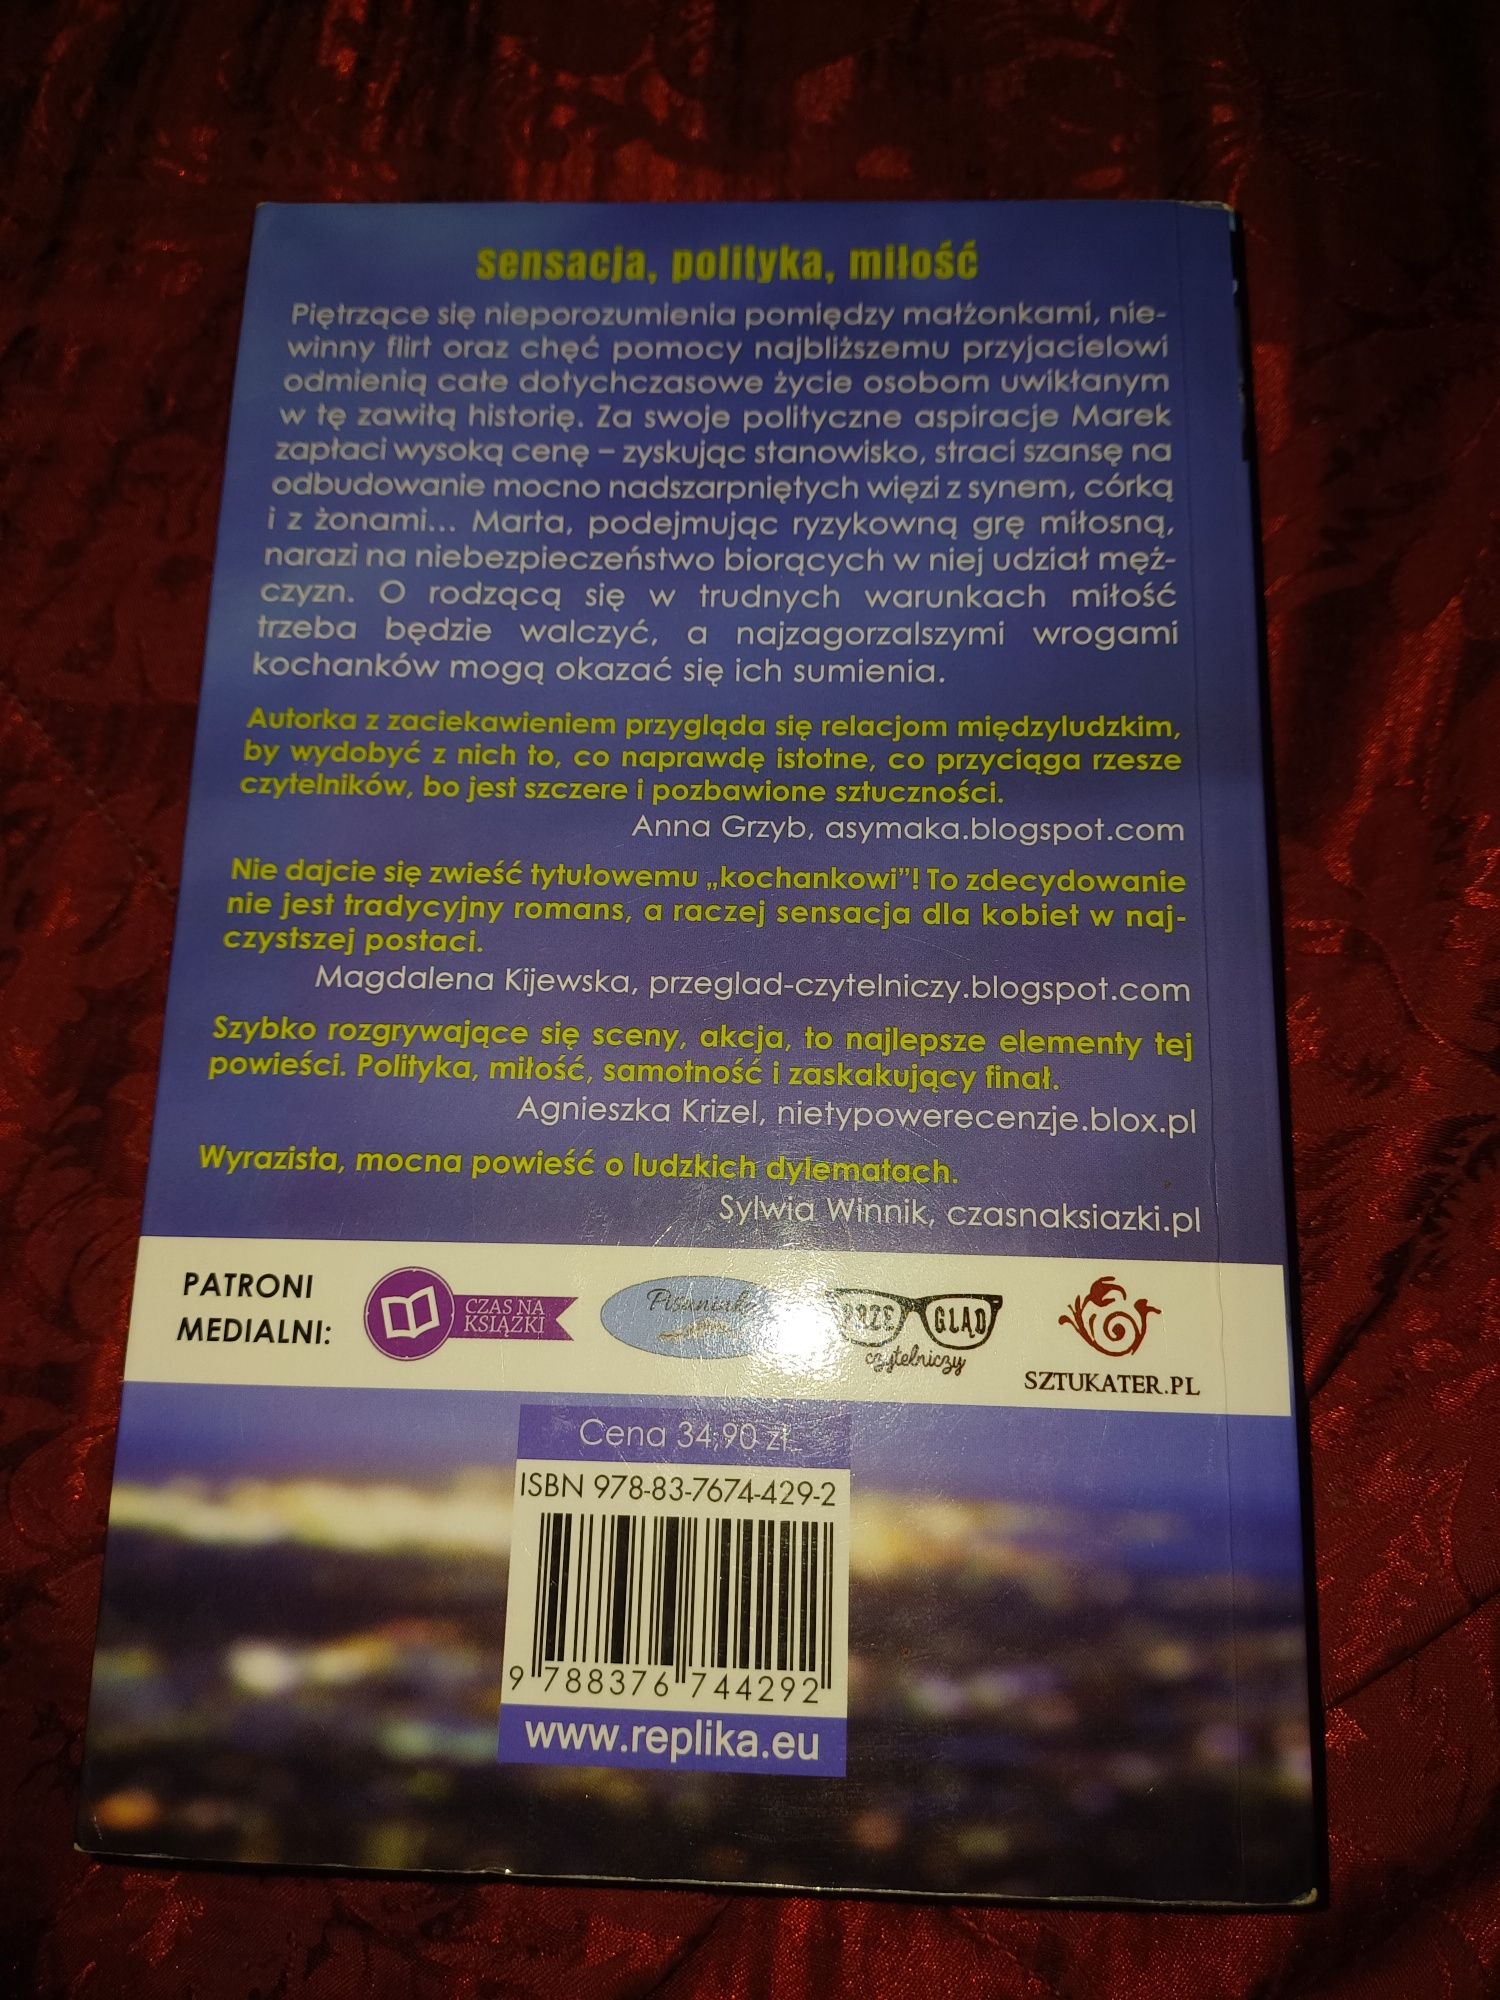 sensacja, polityka, miłość
Piętrzące się nieporozumienia pomiędzy małżonkami, nie-
winny flirt oraz chęć pomocy najbliższemu przyjacielowi
odmienią całe dotychczasowe życie osobom uwikłanym
w tę zawiłą historię. Za swoje polityczne aspiracje Marek
zapłaci wysoką cenę – zyskując stanowisko, straci szansę na
odbudowanie mocno nadszarpniętych więzi z synem, córką
i z żonami... Marta, podejmując ryzykowną grę miłosną,
narazi na niebezpieczeństwo biorących w niej udział męż-
czyzn. O rodzącą się w trudnych warunkach miłość
trzeba będzie walczyć, a najzagorzalszymi wrogami
kochanków mogą okazać się ich sumienia.
Autorka z zaciekawieniem przygląda się relacjom międzyludzkim,
by wydobyć z nich to, co naprawdę istotne, co przyciąga rzesze
czytelników, bo jest szczere i pozbawione sztuczności.
Anna Grzyb, asymaka.blogspot.com
Nie dajcie się zwieść tytułowemu „kochankowi”! To zdecydowanie
nie jest tradycyjny romans, a raczej sensacja dla kobiet w naj-
czystszej postaci.
Magdalena Kijewska, przeglad-czytelniczy.blogspot.com
Szybko rozgrywające się sceny, akcja, to najlepsze elementy tej
powieści. Polityka, miłość, samotność i zaskakujący finał.
Agnieszka Krizel, nietypowerecenzje.blox.pl
Wyrazista, mocna powieść o ludzkich dylematach.
Sylwia Winnik, czasnaksiazki.pl
PATRONI
MEDIALNI:
CZAS NA
KSIĄŻKI
PRZE GLĄD
czytelniczy
SZTUKATER.PL
Cena 34,90 zł
ISBN 978-83-7674-429-2
9 788376 744292
www.replika.eu